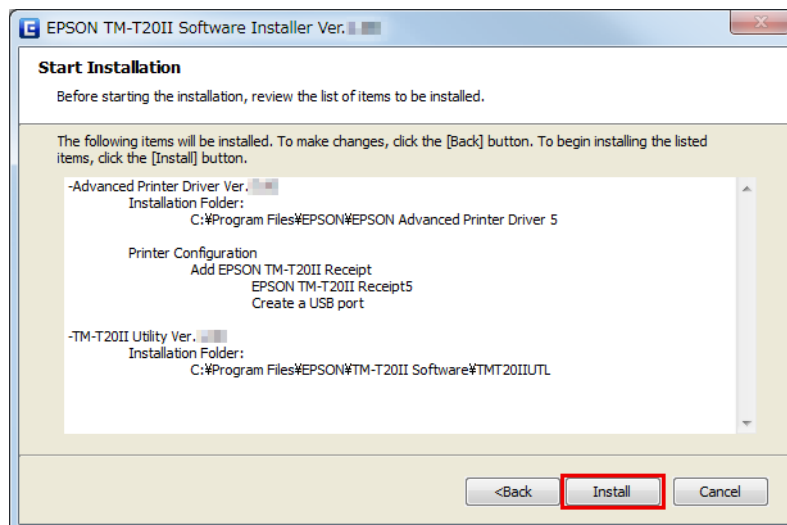 EPSON TM-T20II Software Installer Ver.
Start Installation
Before starting the installation, review the list of items to be installed.
The following items will be installed. To make changes, click the [Back] button. To begin installing the listed
items, click the [Install] button.
-Advanced Printer Driver Ver.
Installation Folder:
C:¥Program Files¥EPSON¥EPSON Advanced Printer Driver 5
Printer Configuration
Add EPSON TM-T20II Receipt
EPSON TM-T20II Receipt5
Create a USB port
-TM-T20II Utility Ver.
Installation Folder:
C:¥Program Files¥EPSON¥TM-T20II Software¥TMT20IIUTL
<Back
Install
Cancel